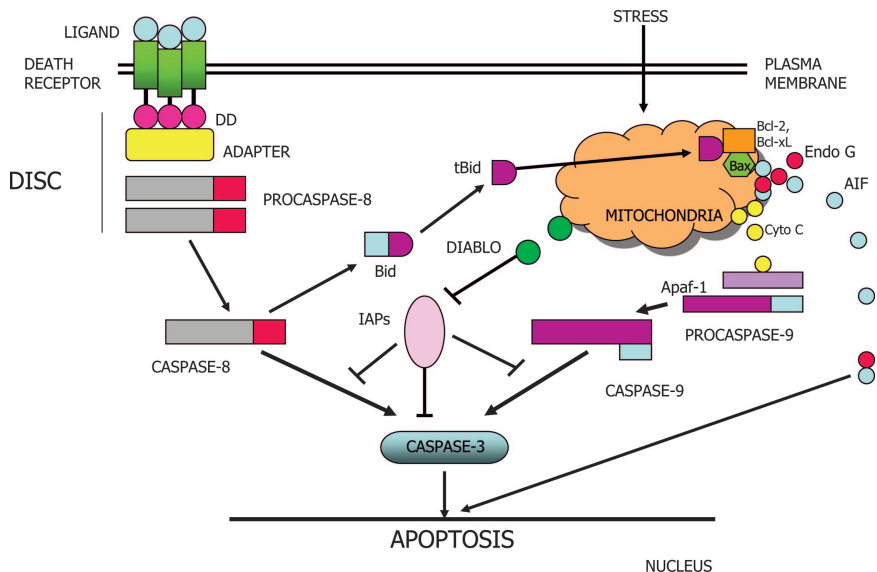 LIGAND
STRESS
DEATH
RECEPTOR
PLASMA
MEMBRANE
DD
ADAPTER
DISC
PROCASPASE-8
tBid
Bcl-2,
Bcl-xL
Bax
Endo G
AIF
MITOCHONDRIA
Cyto C
Bid
DIABLO
Apaf-1
IAPs
PROCASPASE-9
CASPASE-8
CASPASE-9
CASPASE-3
APOPTOSIS
NUCLEUS